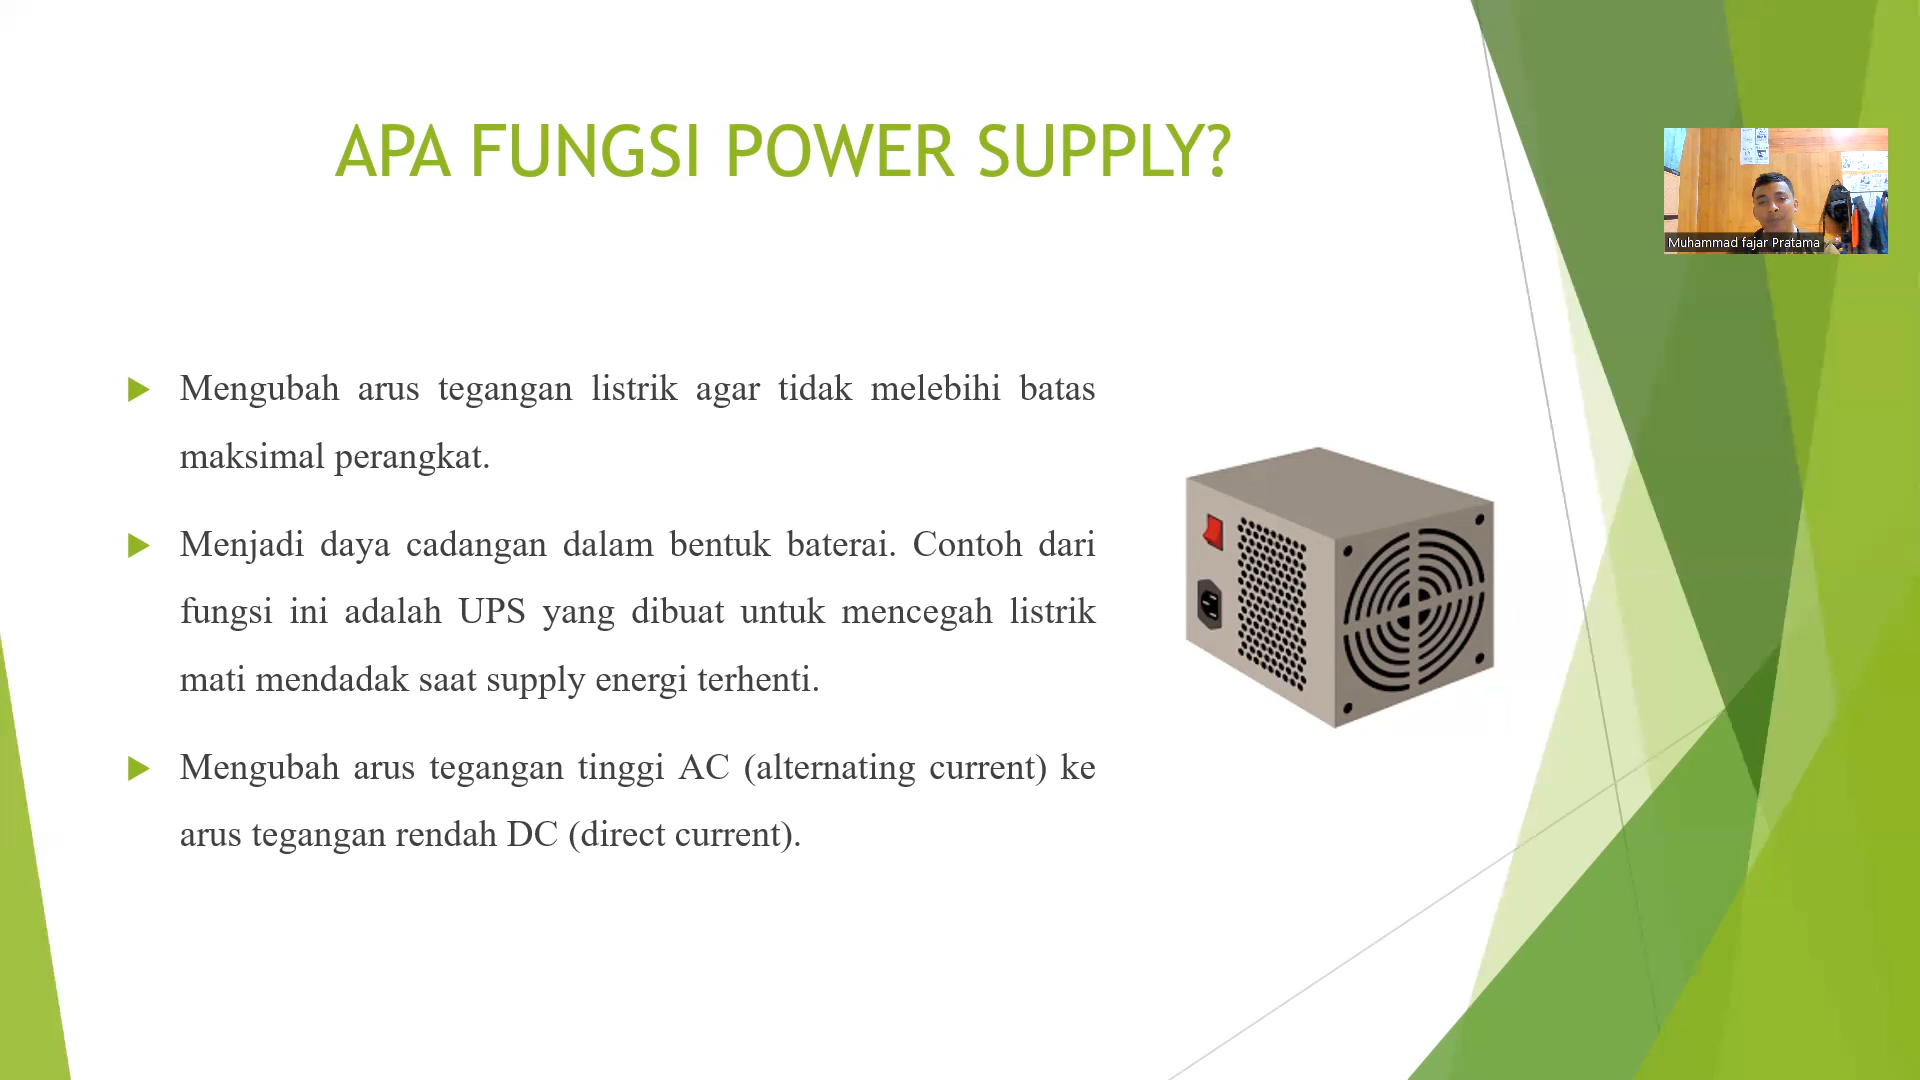 APA FUNGSI POWER SUPPLY?
Muhammad fajar Pratama
Mengubah arus tegangan listrik agar tidak melebihi batas
maksimal perangkat.
Menjadi daya cadangan dalam bentuk baterai. Contoh dari
fungsi ini adalah UPS yang dibuat untuk mencegah listrik
mati mendadak saat supply energi terhenti.
Mengubah arus tegangan tinggi AC (alternating current) ke
arus tegangan rendah DC (direct current).